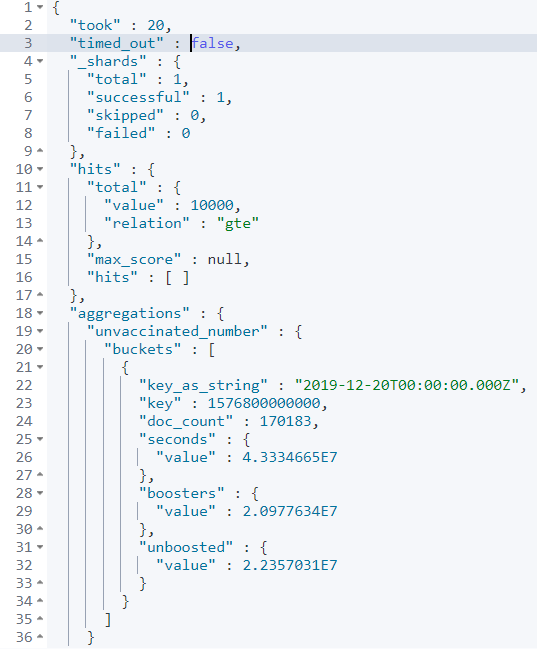 1 {
2 "took" : 20,
3 "timed_out" : false,
4 "_shards" : {
5 "total" : 1,
6 "successful" : 1,
7 "skipped" : 0,
8 "failed" : 0
9 },
10 "hits" : {
11 "total" : {
12 "value" : 10000,
13 "relation" : "gte"
14 },
15 "max_score" : null,
16 "hits" : [ ]
17 },
18 "aggregations" : {
19 "unvaccinated_number" : {
20 "buckets" : [
21 {
22 "key_as_string" : "2019-12-20T00:00:00.000Z",
23 "key" : 1576800000000,
24 "doc_count" : 170183,
25 "seconds" : {
26 "value" : 4.3334665E7
27 },
28 "boosters" : {
29 "value" : 2.0977634E7
30 },
31 "unboosted" : {
32 "value" : 2.2357031E7
33 }
34 }
35 ]
36 }